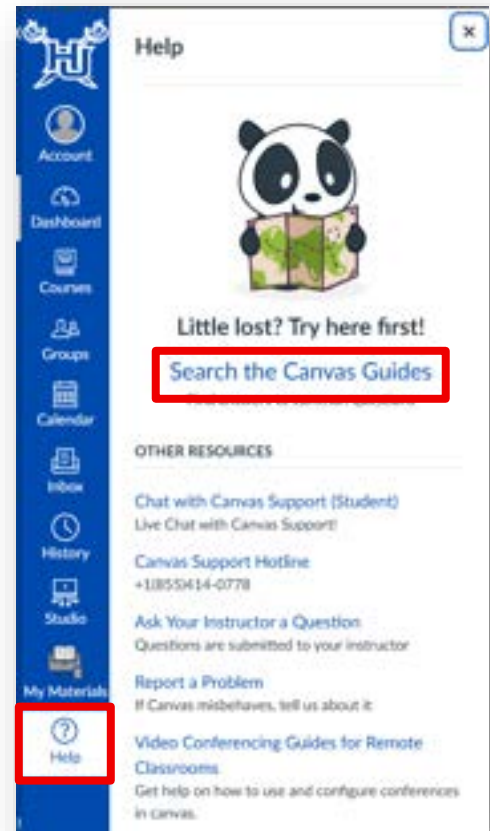 HJ
Account
Dashboard
Courses
Groups
Calendar
Inbox
History
Studio
My Materials
Help
Help
×
Little lost? Try here first!
Search the Canvas Guides
OTHER RESOURCES
Chat with Canvas Support (Student)
Live Chat with Canvas Support!
Canvas Support Hotline
+1(855)414-0778
Ask Your Instructor a Question
Questions are submitted to your instructor
Report a Problem
If Canvas misbehaves, tell us about it
Video Conferencing Guides for Remote
Classrooms
Get help on how to use and configure conferences
in canvas.